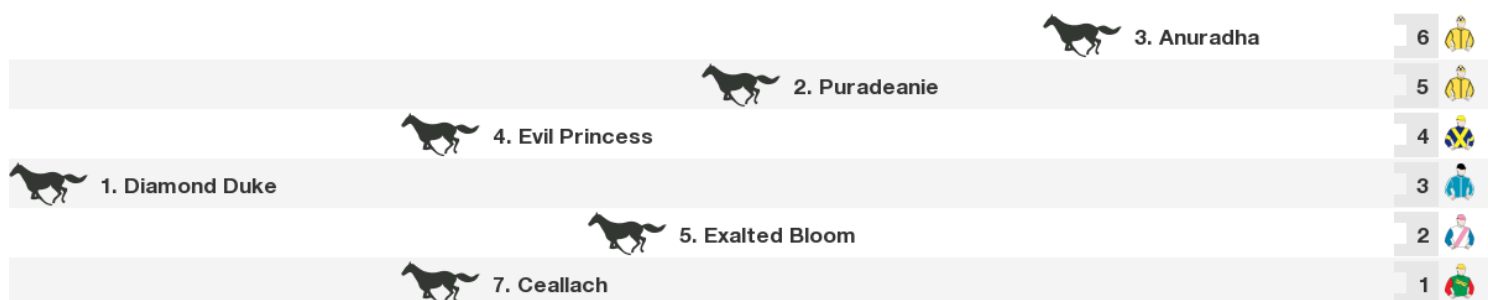 3. Anuradha 6
2. Puradeanie 5
4. Evil Princess 4
1. Diamond Duke 3
5. Exalted Bloom 2
7. Ceallach 1